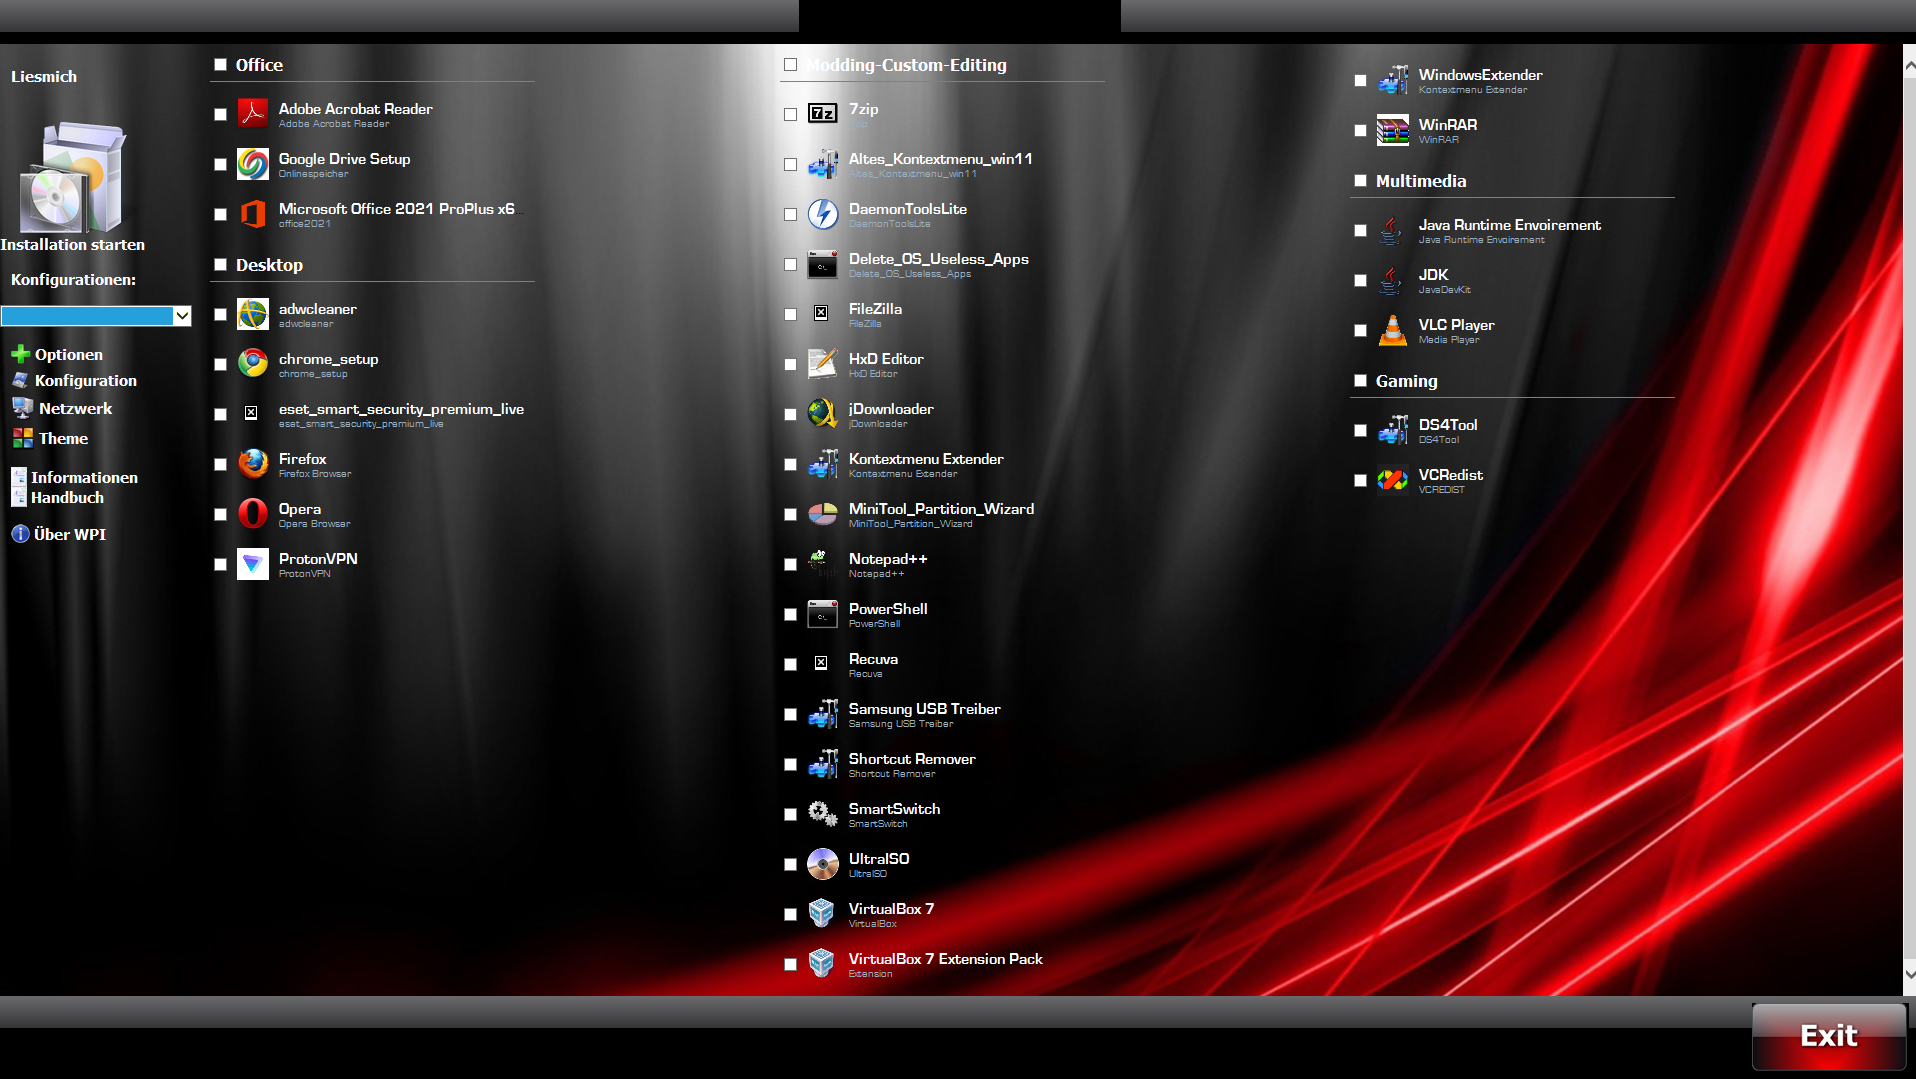 Liesmich
Installation starten
Konfigurationen:
Optionen
Konfiguration
Netzwerk
Theme
Informationen
Handbuch
Über WPI
Office
Adobe Acrobat Reader
Adobe Acrobat Reader
Google Drive Setup
Onlinespeicher
Microsoft Office 2021 ProPlus x6...
office2021
Desktop
adwcleaner
adwcleaner
chrome_setup
chrome_setup
eset_smart_security_premium_live
eset_smart_security_premium_live
Firefox
Firefox Browser
Opera
Opera Browser
ProtonVPN
ProtonVPN
Modding-Custom-Editing
7z
7zip
Altes_Kontextmenu_win11
Altes_Kontextmenu_win11
DaemonToolsLite
DaemonToolsLite
Delete_OS_Useless_Apps
Delete_OS_Useless_Apps
FileZilla
FileZilla
HxD Editor
HxD Editor
jDownloader
jDownloader
Kontextmenu Extender
Kontextmenu Extender
MiniTool_Partition_Wizard
MiniTool_Partition_Wizard
Notepad++
Notepad++
PowerShell
PowerShell
Recuva
Recuva
Samsung USB Treiber
Samsung USB Treiber
Shortcut Remover
Shortcut Remover
SmartSwitch
SmartSwitch
UltraISO
UltraISO
VirtualBox 7
VirtualBox
VirtualBox 7 Extension Pack
Extension
WindowsExtender
Kontextmenu Extender
WinRAR
WinRAR
Multimedia
Java Runtime Envoirement
Java Runtime Envoirement
JDK
JavaDevKit
VLC Player
Media Player
Gaming
DS4Tool
DS4Tool
VCRedist
VCREDIST
Exit